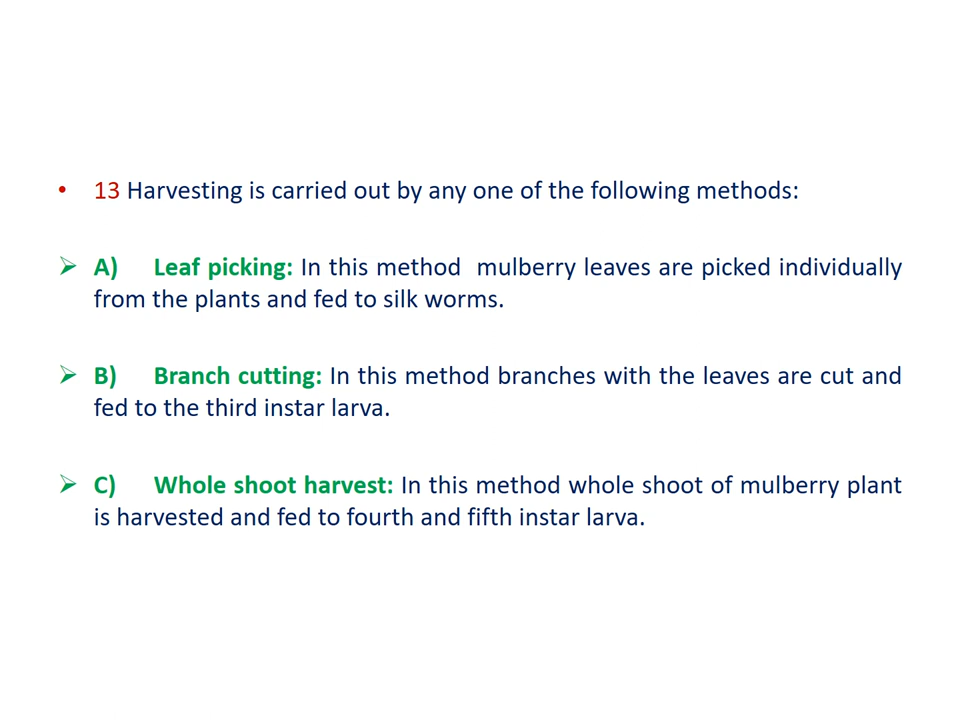 • 13 Harvesting is carried out by any one of the following methods:
➢ A) Leaf picking: In this method mulberry leaves are picked individually
from the plants and fed to silk worms.
➢ B) Branch cutting: In this method branches with the leaves are cut and
fed to the third instar larva.
➢ C) Whole shoot harvest: In this method whole shoot of mulberry plant
is harvested and fed to fourth and fifth instar larva.